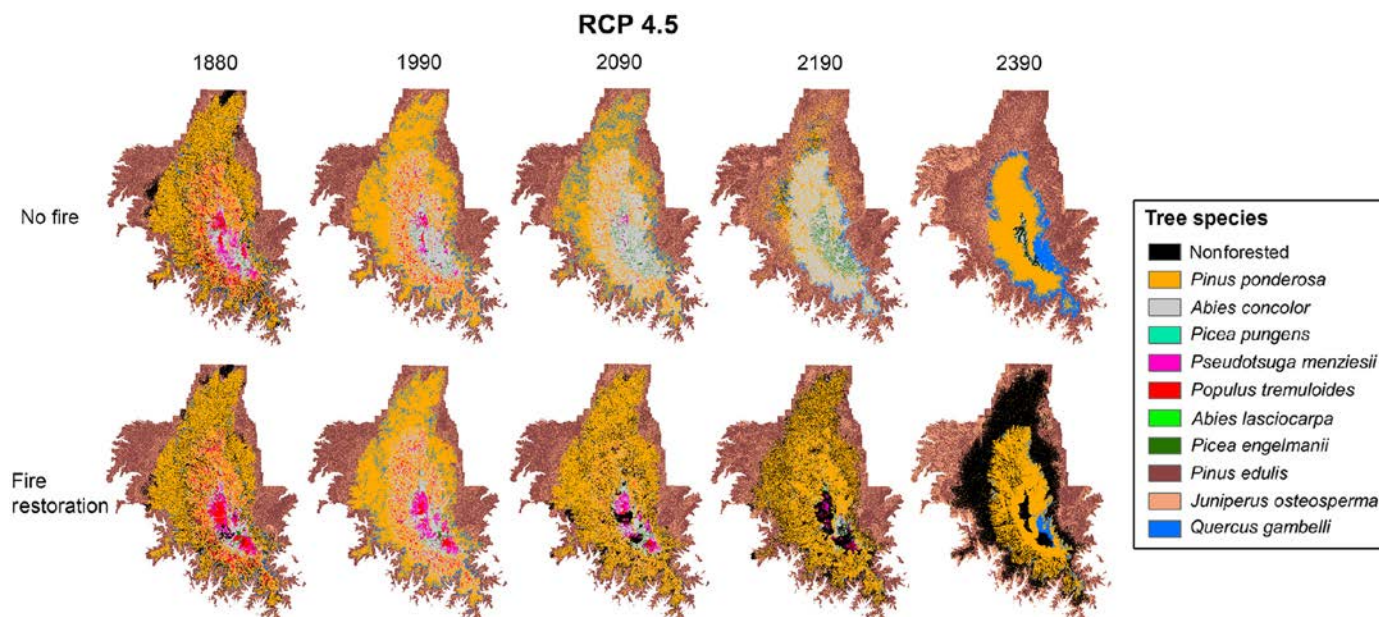 RCP 4.5
1880 1990 2090 2190 2390
No fire
Fire
restoration
Tree species
Nonforested
Pinus ponderosa
Abies concolor
Picea pungens
Pseudotsuga menziesii
Populus tremuloides
Abies lasciocarpa
Picea engelmanii
Pinus edulis
Juniperus osteosperma
Quercus gambelli